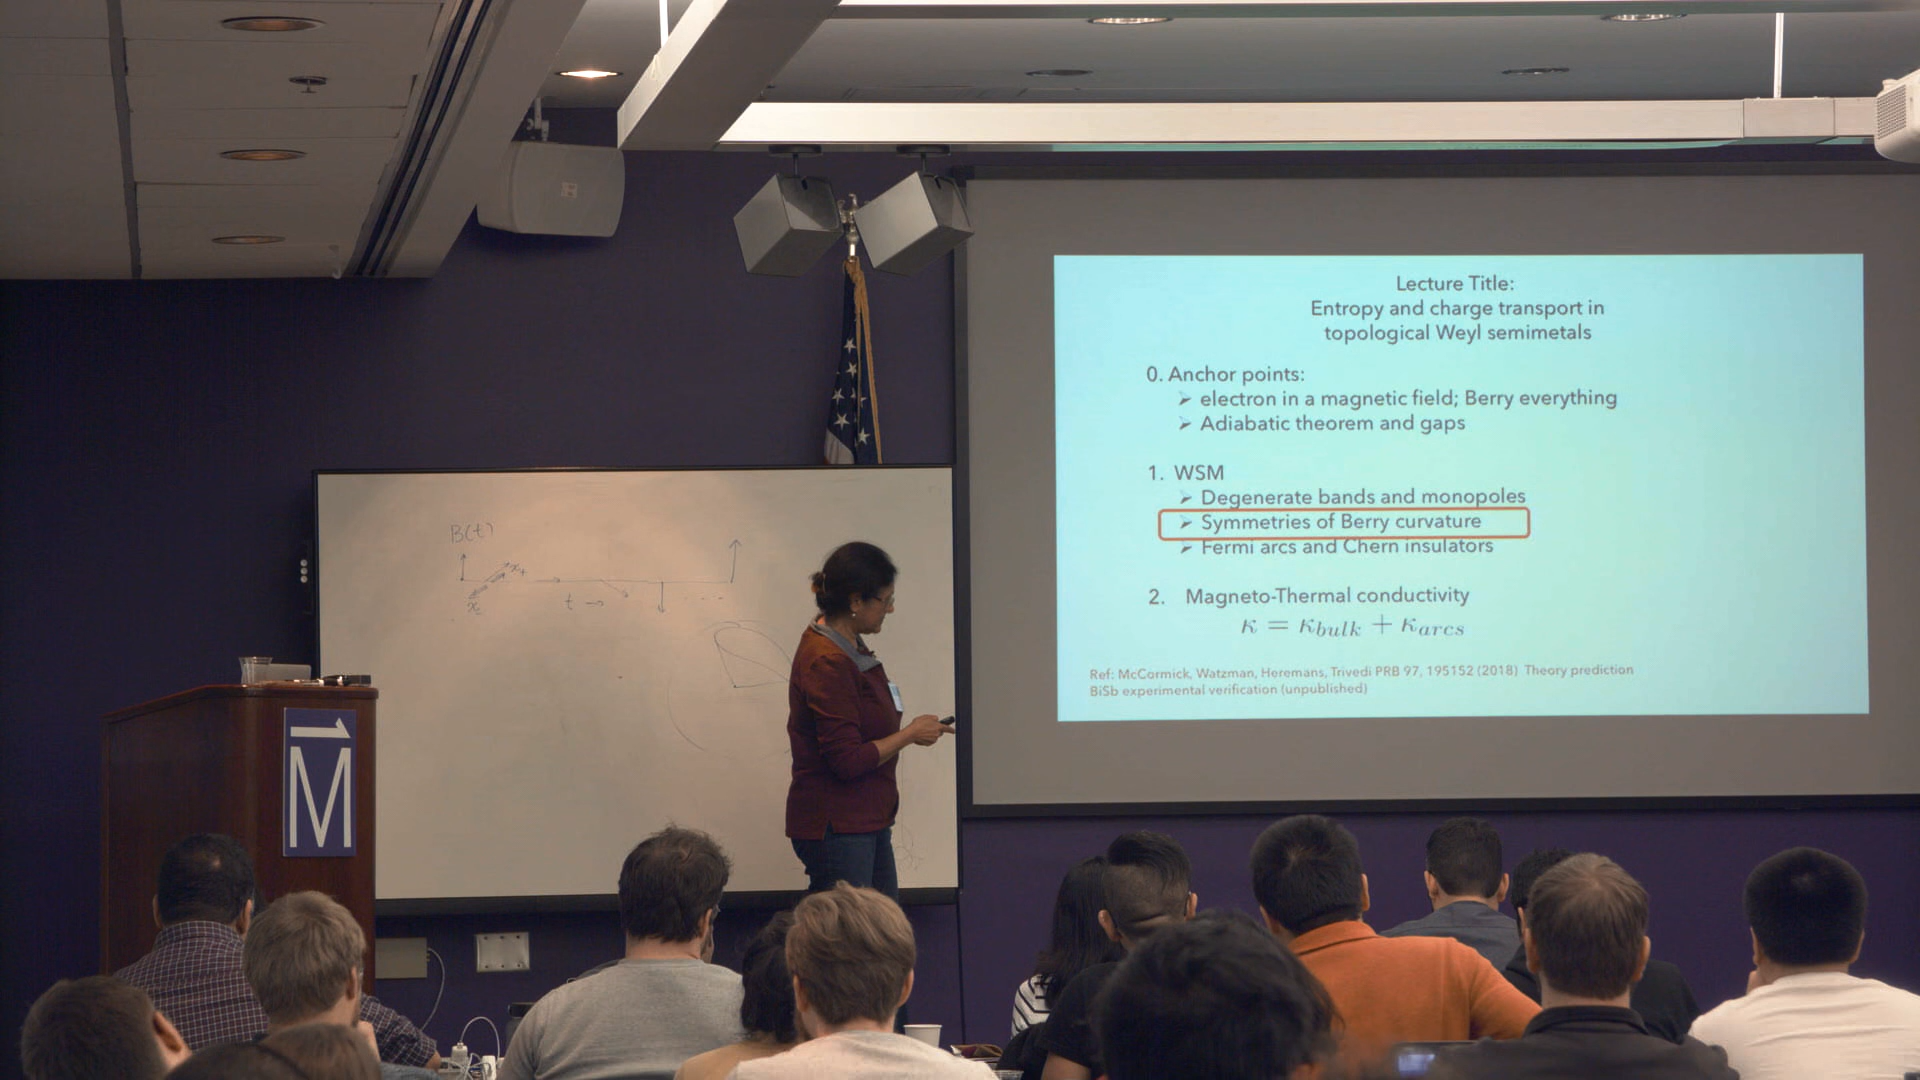 Lecture Title:
Entropy and charge transport in
topological Weyl semimetals
0. Anchor points:
➢ electron in a magnetic field; Berry everything
➢ Adiabatic theorem and gaps
1. WSM
➢ Degenerate bands and monopoles
➢ Symmetries of Berry curvature
➢ Fermi arcs and Chern insulators
2. Magneto-Thermal conductivity
κ = κ_bulk + κ_arcs
Ref: McCormick, Watzman, Heremans, Trivedi PRB 97, 195152 (2018) Theory prediction
BiSb experimental verification (unpublished)
B(t)
t →
M